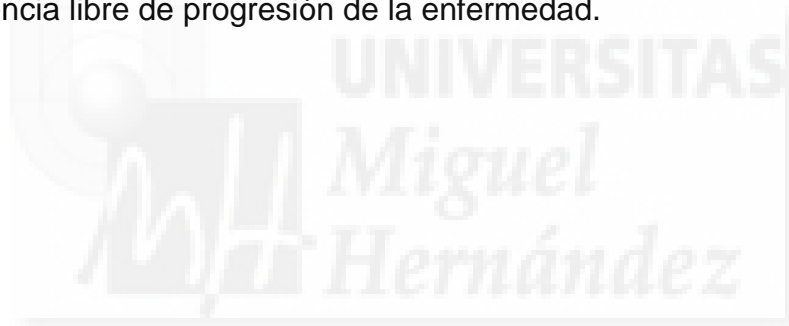 ncia libre de progresión de la enfermedad.
UNIVERSITAS
Miguel
Hernández